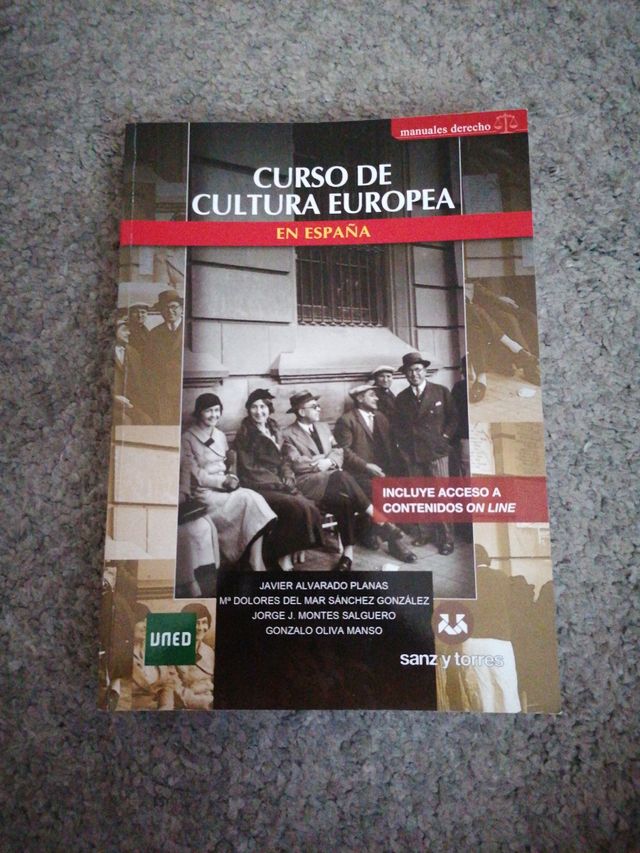 manuales derecho
CURSO DE
CULTURA EUROPEA
EN ESPAÑA
INCLUYE ACCESO A
CONTENIDOS ON LINE
JAVIER ALVARADO PLANAS
Mª DOLORES DEL MAR SÁNCHEZ GONZÁLEZ
JORGE J. MONTES SALGUERO
GONZALO OLIVA MANSO
UNED
sanz y torres